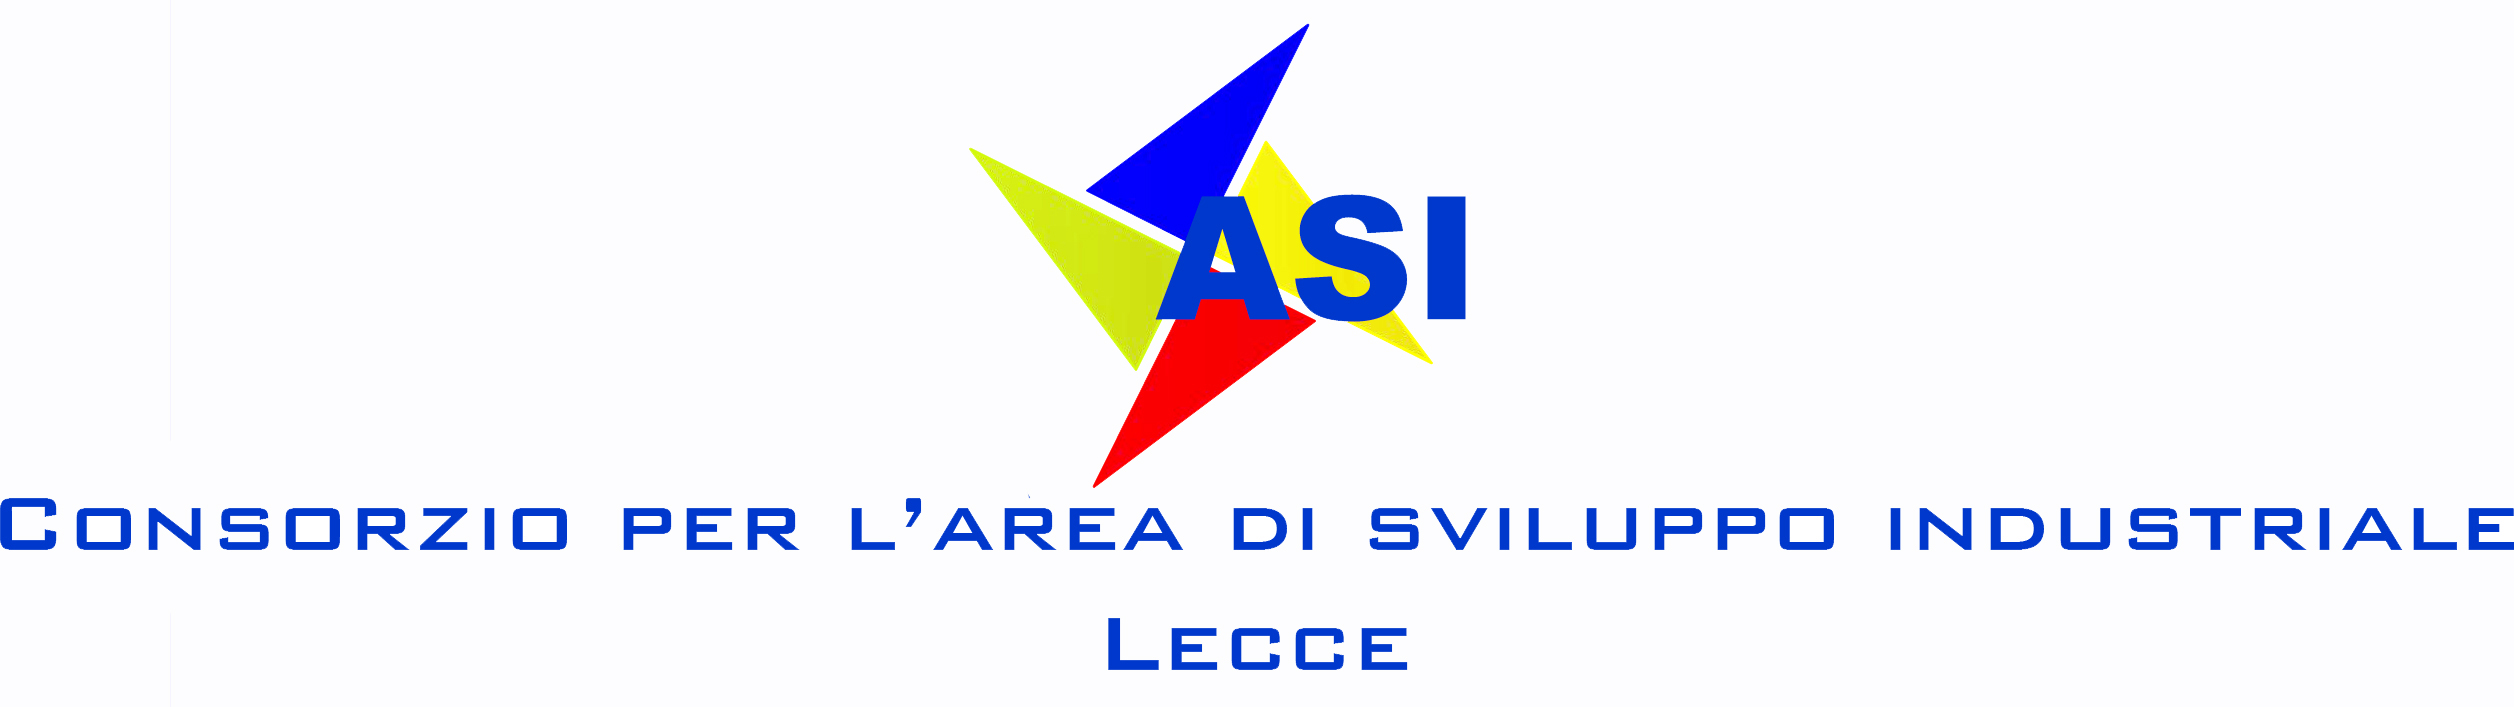 ASI
Consorzio per l'area di sviluppo industriale
Lecce